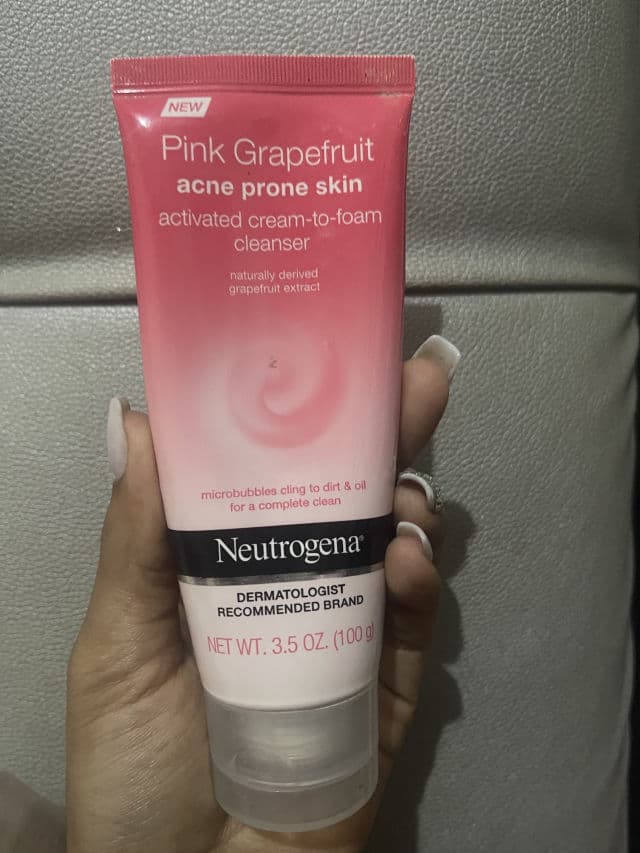 NEW
Pink Grapefruit
acne prone skin
activated cream-to-foam
cleanser
naturally derived
grapefruit extract
microbubbles cling to dirt & oil
for a complete clean
Neutrogena®
DERMATOLOGIST
RECOMMENDED BRAND
NET WT. 3.5 OZ. (100 g)